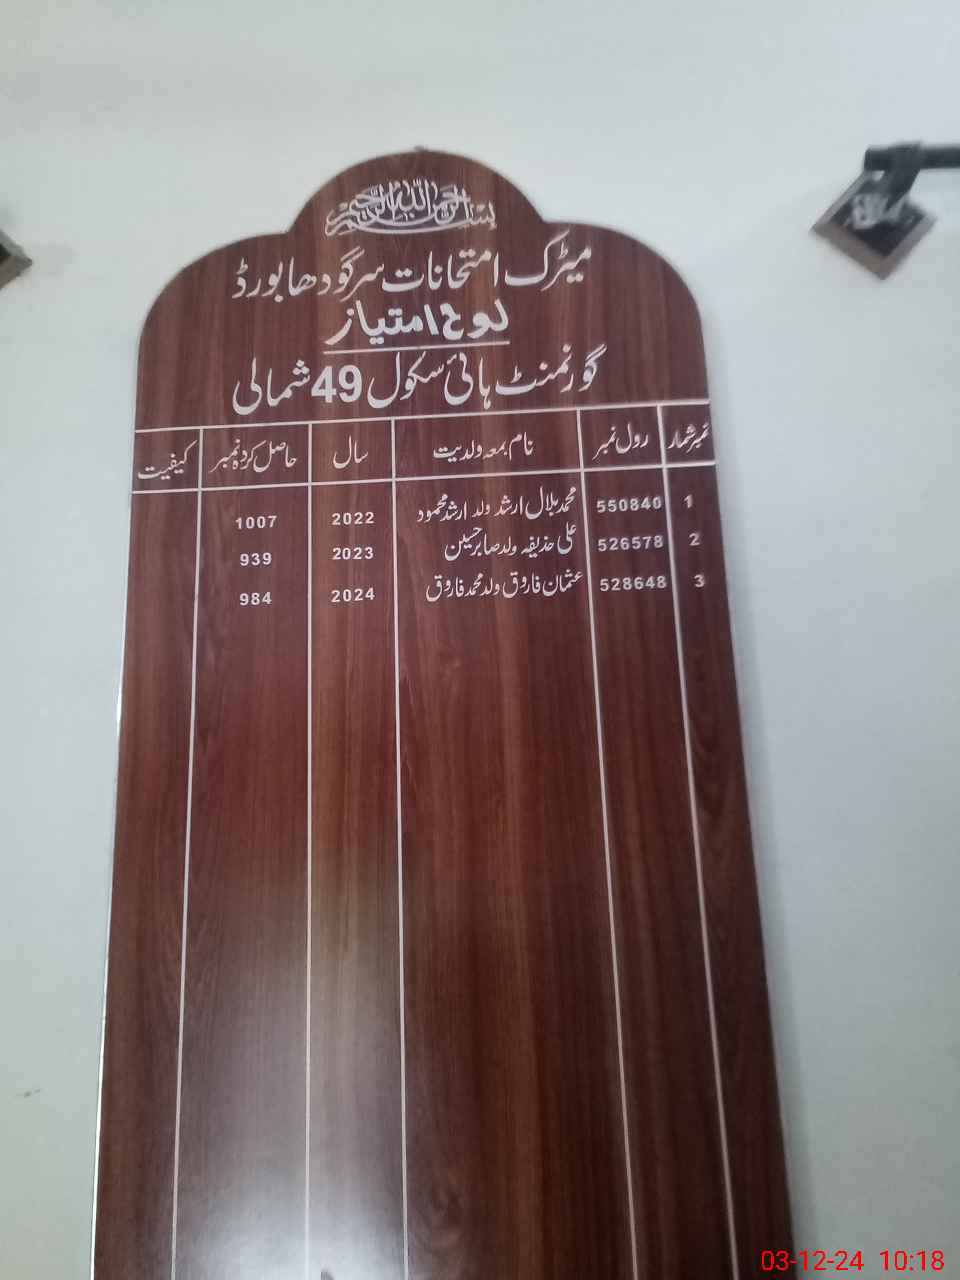 بسم اللہ الرحمن الرحیم
میٹرک امتحانات سرگودھا بورڈ
لوح امتیاز
گورنمنٹ ہائی سکول 49 شمالی
نمبر شمار رول نمبر نام بمعہ ولدیت سال حاصل کردہ نمبر کیفیت
1 550840 محمد بلال ارشد ولد ارشد محمود 2022 1007
2 526578 علی حذیفہ ولد صابر حسین 2023 939
3 528648 عثمان فاروق ولد محمد فاروق 2024 984
03-12-24 10:18